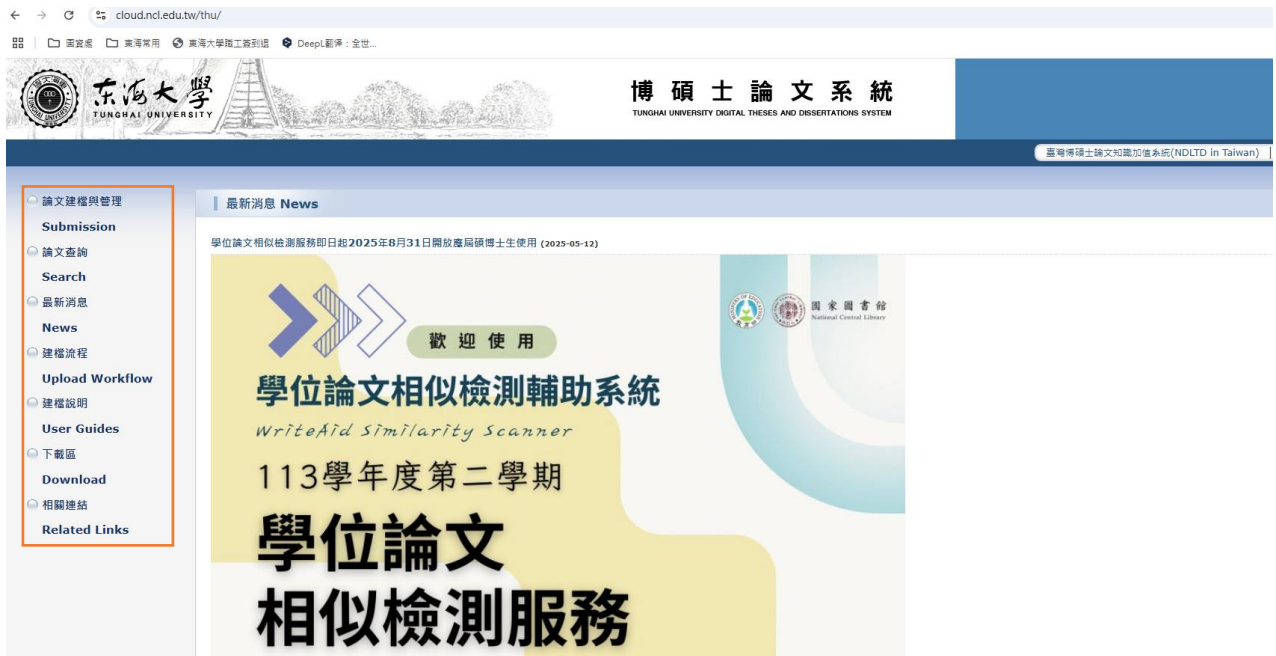 cloud.ncl.edu.tw/thu/
圖資處 東海常用 東海大學職工簽到退 DeepL翻譯：全世...
東海大學
TUNGHAI UNIVERSITY
博碩士論文系統
TUNGHAI UNIVERSITY DIGITAL THESES AND DISSERTATIONS SYSTEM
臺灣博碩士論文知識加值系統(NDLTD in Taiwan) |
論文建檔與管理
Submission
論文查詢
Search
最新消息
News
建檔流程
Upload Workflow
建檔說明
User Guides
下載區
Download
相關連結
Related Links
最新消息 News
學位論文相似檢測服務即日起2025年8月31日開放應屆碩博士生使用 (2025-05-12)
國家圖書館
National Central Library
歡迎使用
學位論文相似檢測輔助系統
WriteAid Similarity Scanner
113學年度第二學期
學位論文
相似檢測服務